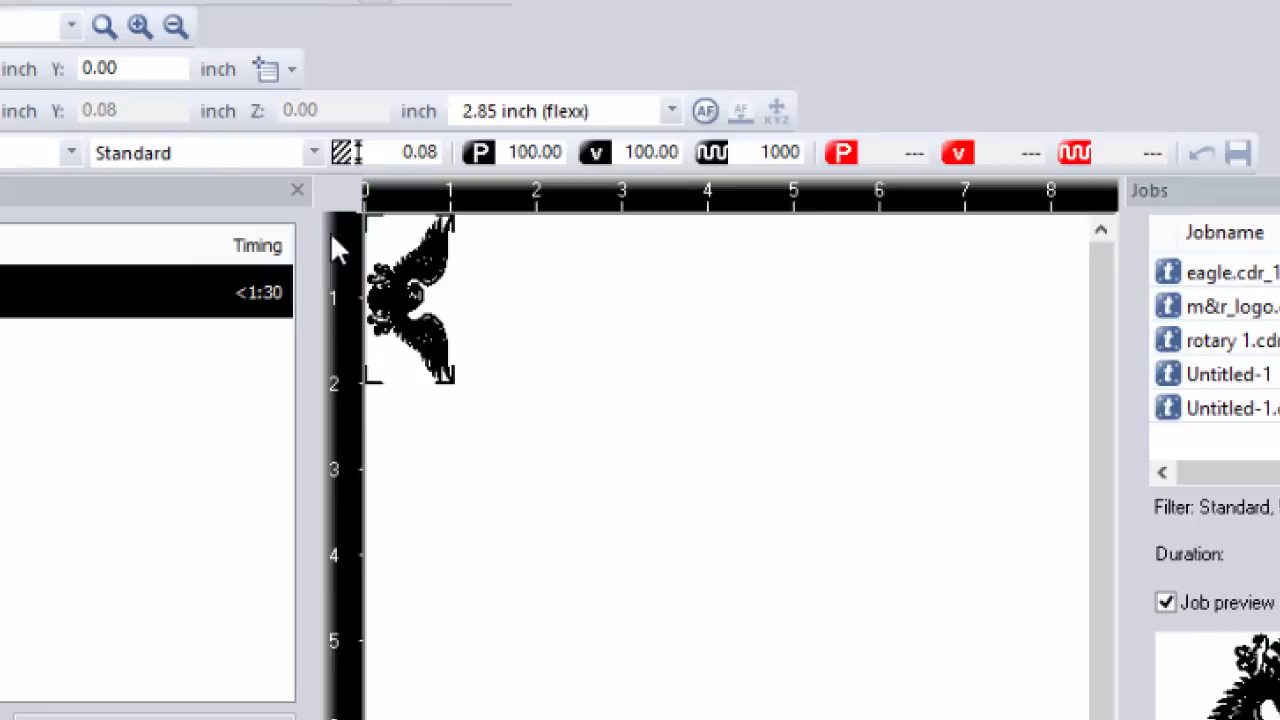 inch Y: 0.00 inch
inch Y: 0.08 inch Z: 0.00 inch 2.85 inch (flexx) AF AF XYZ
Standard 0.08 P 100.00 v 100.00 1000 P --- v --- ---
0 1 2 3 4 5 6 7 8
Jobs
Timing
<1:30
1
2
3
4
5
Jobname
eagle.cdr_1
m&r_logo.
rotary 1.cdr
Untitled-1
Untitled-1.
Filter: Standard,
Duration:
Job preview